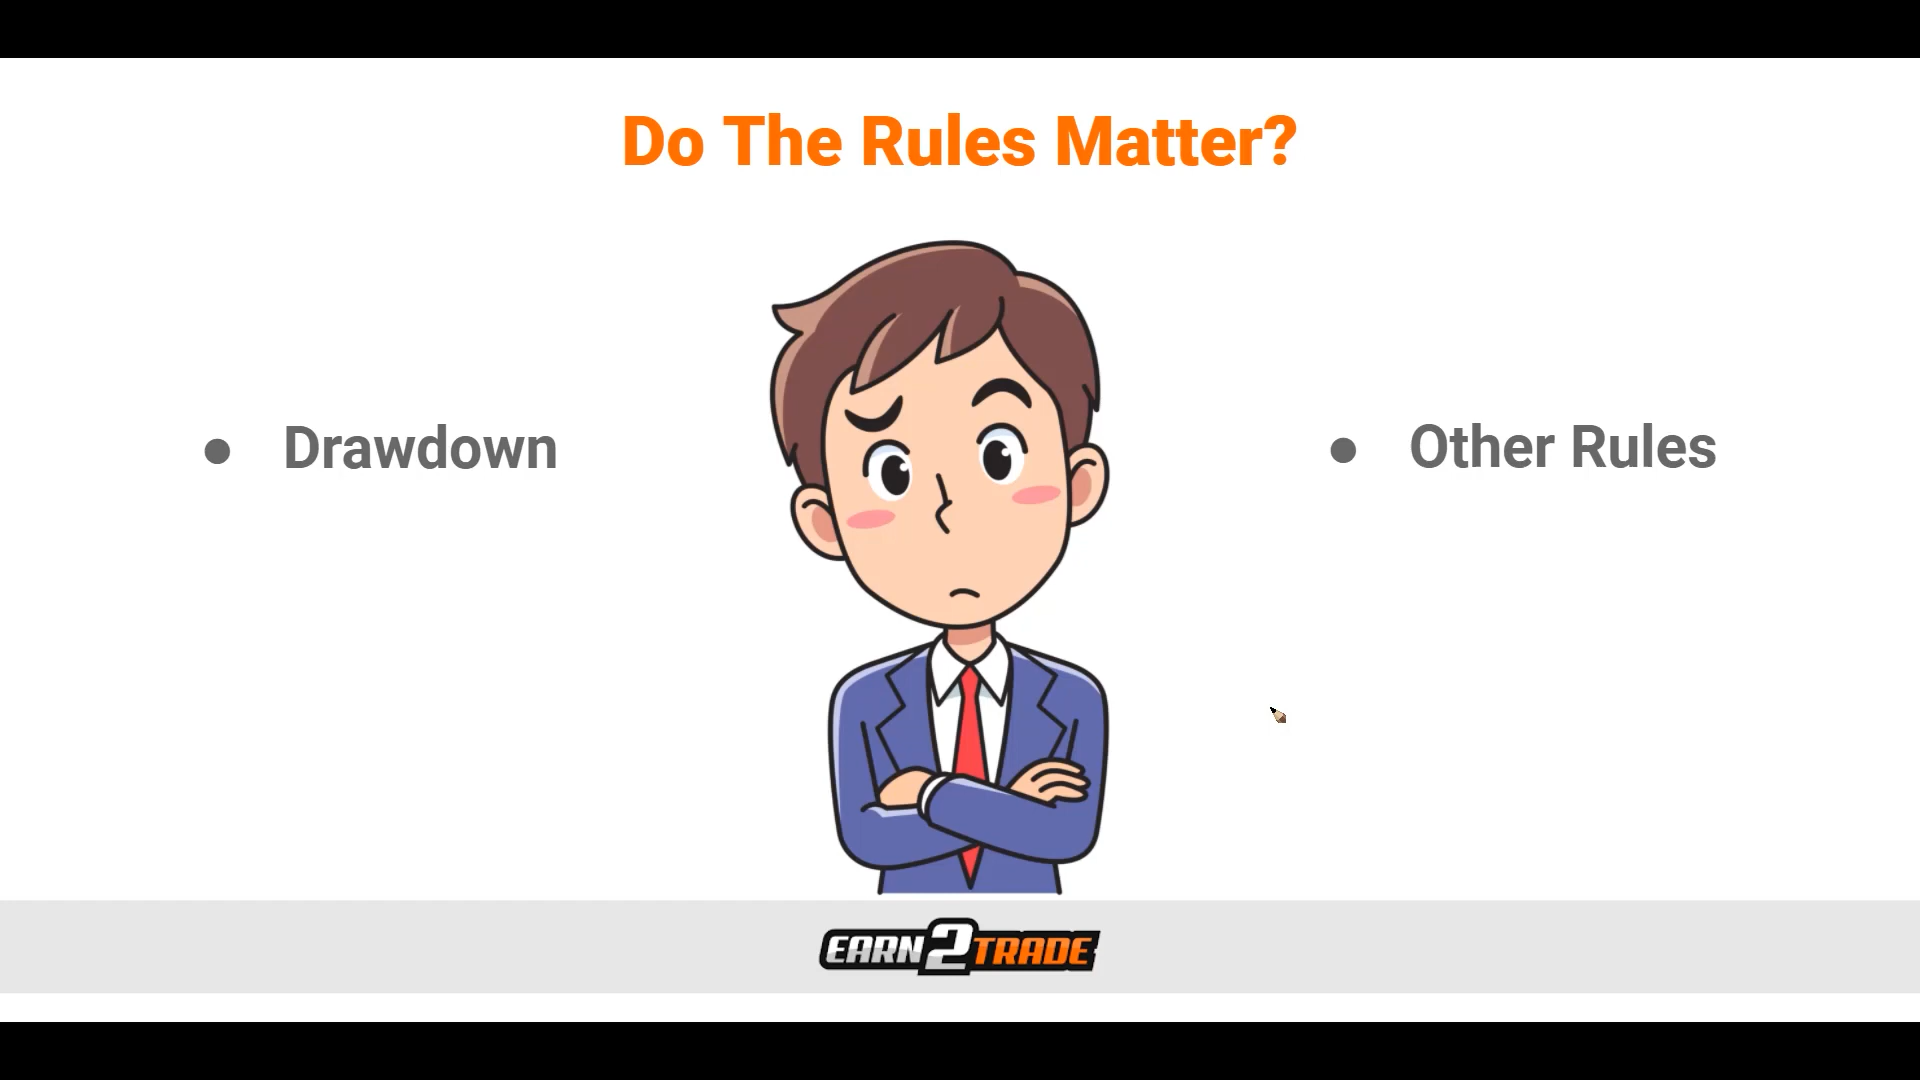 Do The Rules Matter?
● Drawdown
● Other Rules
EARN2TRADE